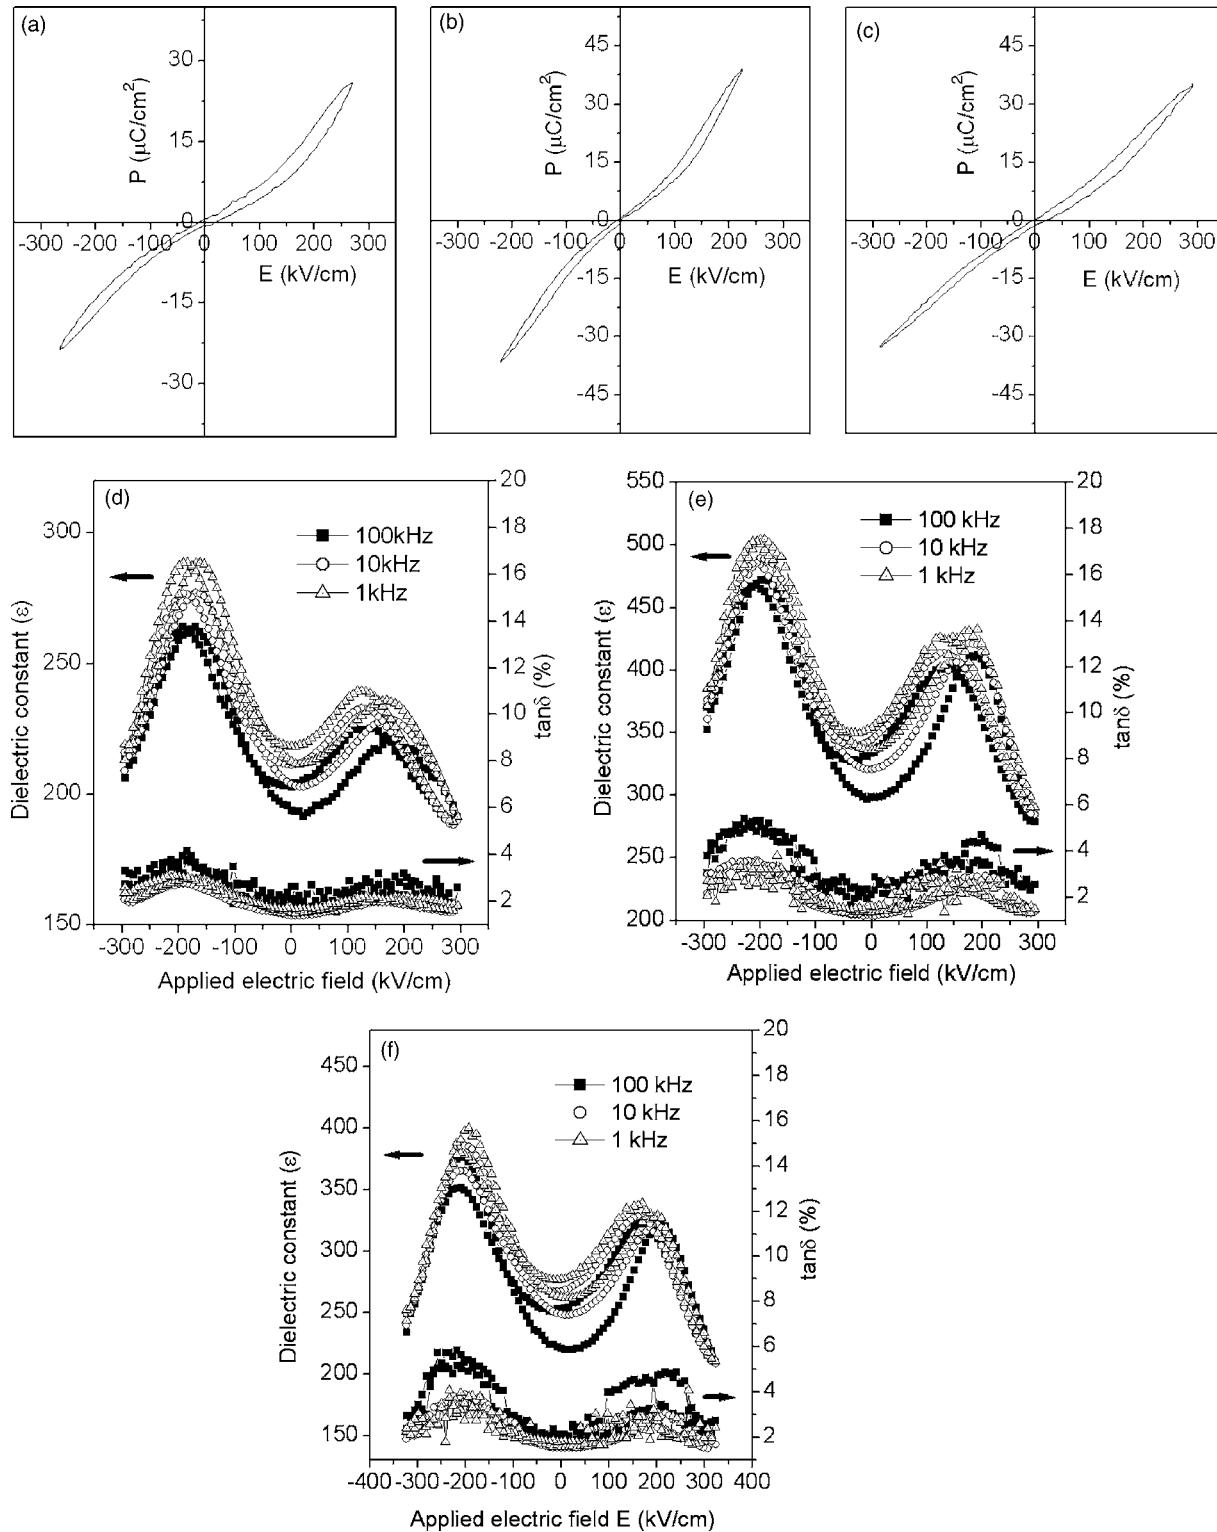 (a)
P (μC/cm²)
30
15
0
-300 -200 -100 0 100 200 300
E (kV/cm)
-15
-30
(b)
P (μC/cm²)
45
30
15
0
-300 -200 -100 0 100 200 300
E (kV/cm)
-15
-30
-45
(c)
P (μC/cm²)
45
30
15
0
-300 -200 -100 0 100 200 300
E (kV/cm)
-15
-30
-45
(d)
100kHz
10kHz
1kHz
Dielectric constant (ε)
300
250
200
150
tanδ (%)
20
18
16
14
12
10
8
6
4
2
-300 -200 -100 0 100 200 300
Applied electric field (kV/cm)
(e)
100 kHz
10 kHz
1 kHz
Dielectric constant (ε)
550
500
450
400
350
300
250
200
tanδ (%)
20
18
16
14
12
10
8
6
4
2
-300 -200 -100 0 100 200 300
Applied electric field (kV/cm)
(f)
100 kHz
10 kHz
1 kHz
Dielectric constant (ε)
450
400
350
300
250
200
150
tanδ (%)
20
18
16
14
12
10
8
6
4
2
-400 -300 -200 -100 0 100 200 300 400
Applied electric field E (kV/cm)